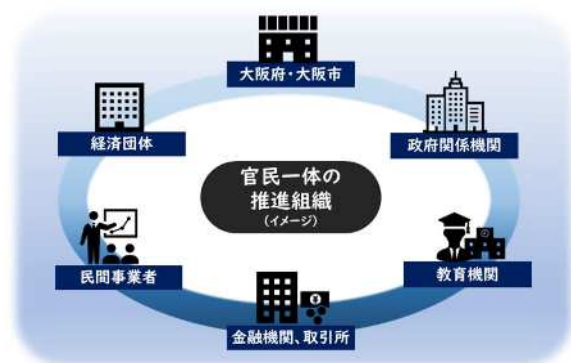 大阪府・大阪市
経済団体
政府関係機関
官民一体の
推進組織
(イメージ)
民間事業者
教育機関
¥
金融機関、取引所